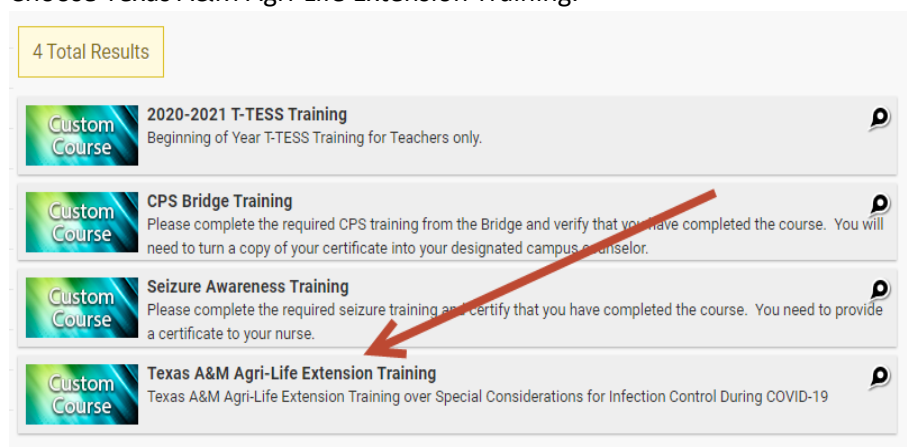 Choose Texas A&M Agri-Life Extension Training.
4 Total Results
Custom
Course
2020-2021 T-TESS Training
Beginning of Year T-TESS Training for Teachers only.
Custom
Course
CPS Bridge Training
Please complete the required CPS training from the Bridge and verify that you have completed the course. You will
need to turn a copy of your certificate into your designated campus counselor.
Custom
Course
Seizure Awareness Training
Please complete the required seizure training and certify that you have completed the course. You need to provide
a certificate to your nurse.
Custom
Course
Texas A&M Agri-Life Extension Training
Texas A&M Agri-Life Extension Training over Special Considerations for Infection Control During COVID-19